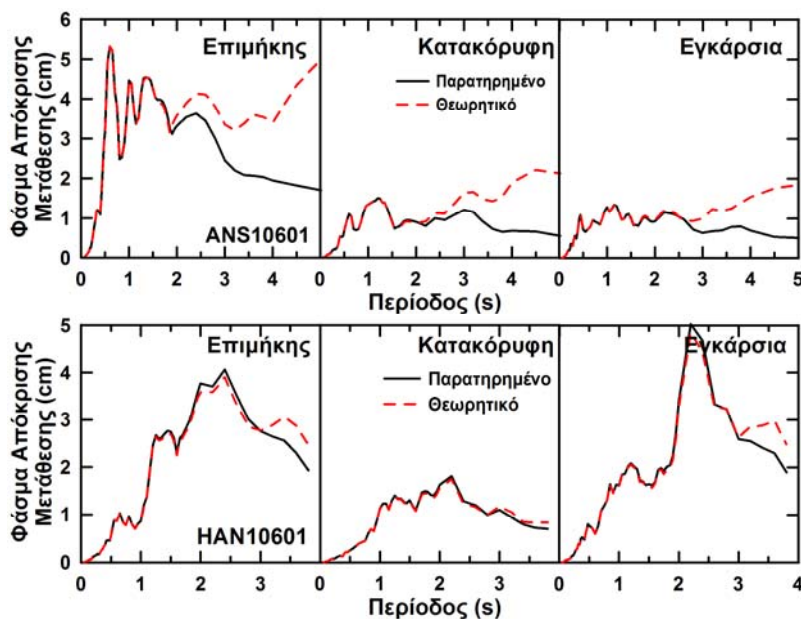 Φάσμα Απόκρισης
Μετάθεσης (cm)
6
5
4
3
2
1
0
Επιμήκης
ANS10601
Κατακόρυφη
Παρατηρημένο
Θεωρητικό
Εγκάρσια
0 1 2 3 4 0 1 2 3 4 0 1 2 3 4 5
Περίοδος (s)
Φάσμα Απόκρισης
Μετάθεσης (cm)
5
4
3
2
1
0
Επιμήκης
HAN10601
Κατακόρυφη
Παρατηρημένο
Θεωρητικό
Εγκάρσια
0 1 2 3 0 1 2 3 0 1 2 3 4
Περίοδος (s)